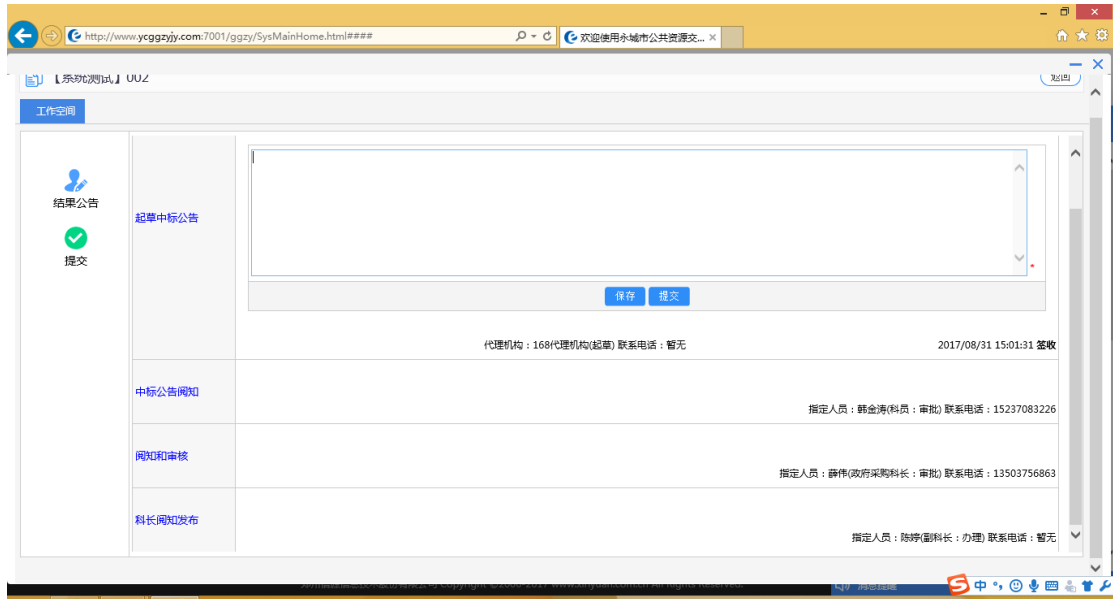 http://www.ycggzyjy.com:7001/ggzy/SysMainHome.html####
欢迎使用永城市公共资源交...
【系统测试】002
返回
工作空间
结果公告
提交
起草中标公告
*
保存 提交
代理机构：168代理机构(起草) 联系电话：暂无
2017/08/31 15:01:31 签收
中标公告阅知
指定人员：韩金涛(科员：审批) 联系电话：15237083226
阅知和审核
指定人员：薛伟(政府采购科长：审批) 联系电话：13503756863
科长阅知发布
指定人员：陈婷(副科长：办理) 联系电话：暂无
消息提醒
中